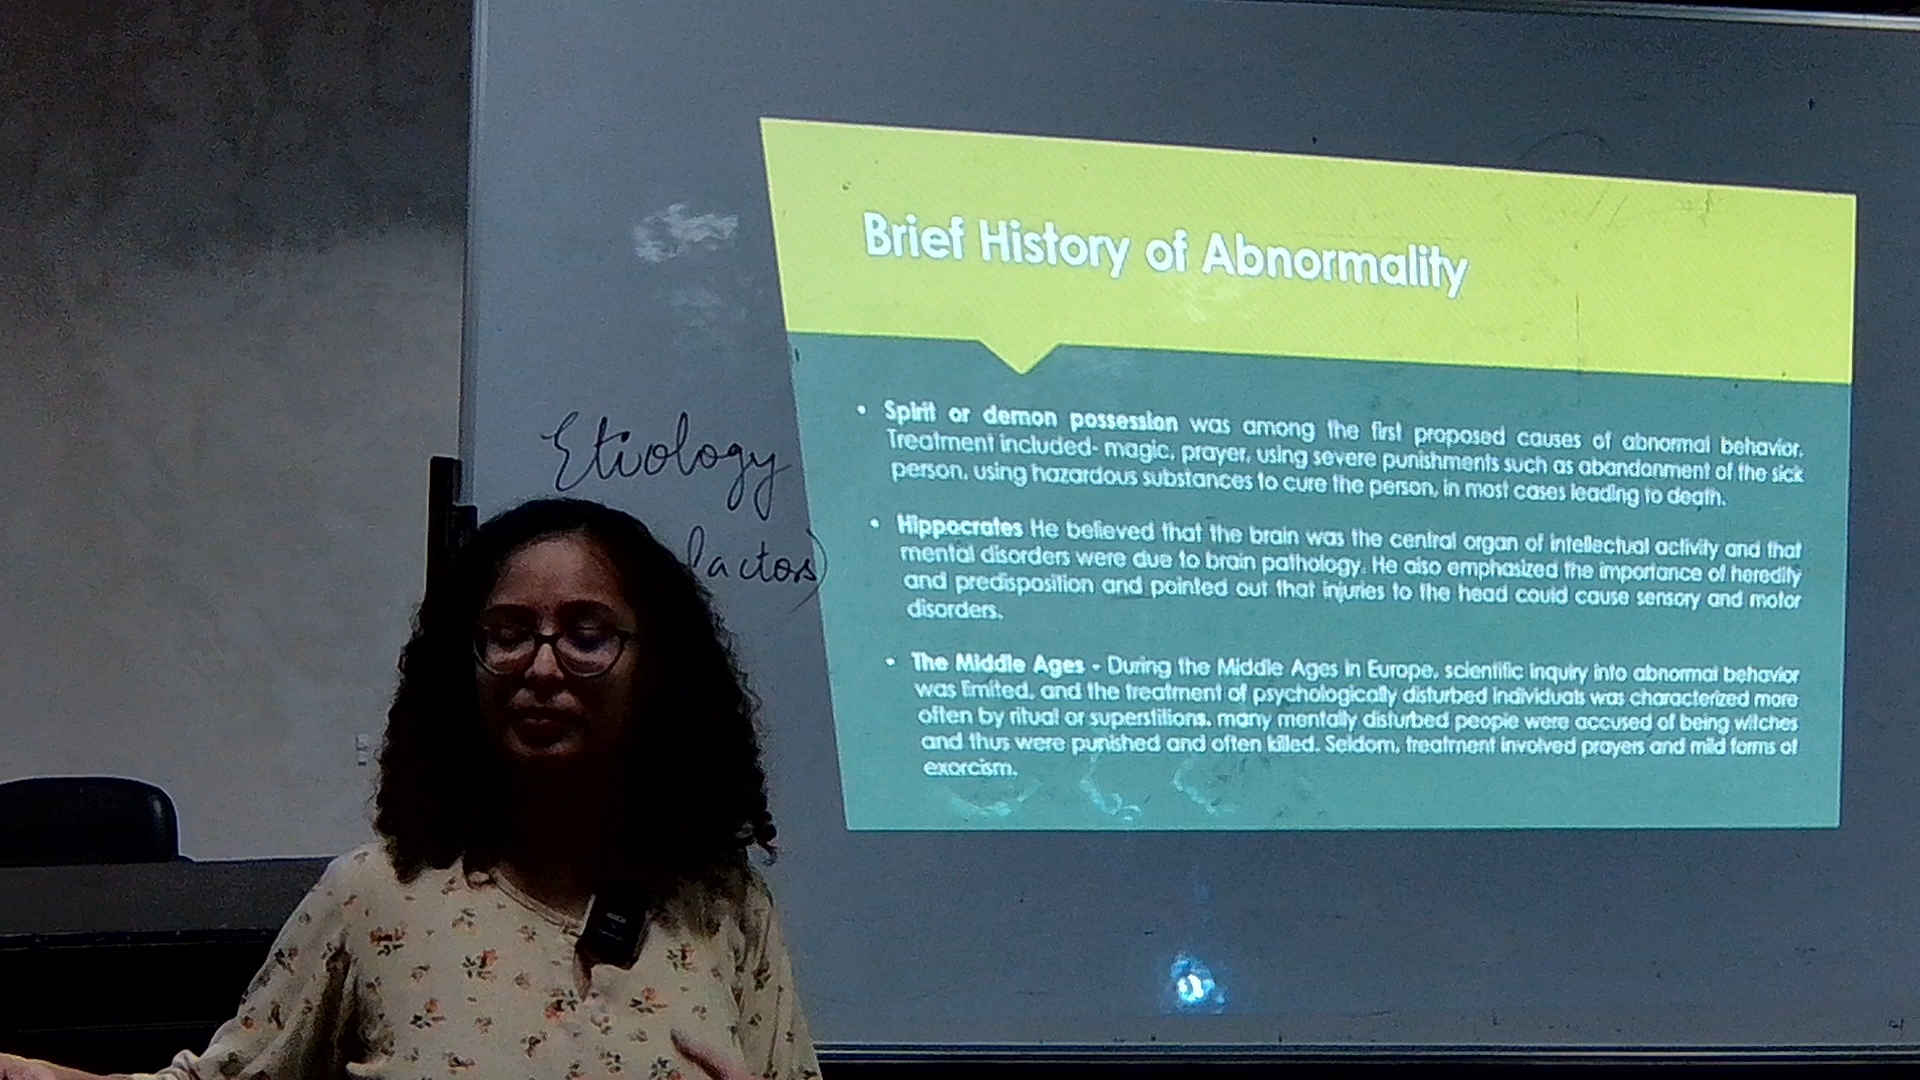 Brief History of Abnormality
• Spirit or demon possession was among the first proposed causes of abnormal behavior.
Treatment included- magic, prayer, using severe punishments such as abandonment of the sick
person, using hazardous substances to cure the person, in most cases leading to death.
• Hippocrates He believed that the brain was the central organ of intellectual activity and that
mental disorders were due to brain pathology. He also emphasized the importance of heredity
and predisposition and pointed out that injuries to the head could cause sensory and motor
disorders.
• The Middle Ages - During the Middle Ages in Europe, scientific inquiry into abnormal behavior
was limited, and the treatment of psychologically disturbed individuals was characterized more
often by ritual or superstitions. many mentally disturbed people were accused of being witches
and thus were punished and often killed. Seldom, treatment involved prayers and mild forms of
exorcism.
Etiology